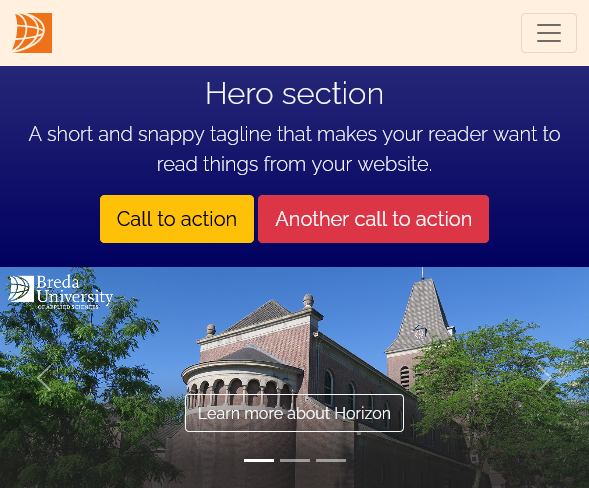 Hero section
A short and snappy tagline that makes your reader want to
read things from your website.
Call to action
Another call to action
Breda
University
OF APPLIED SCIENCES
Learn more about Horizon